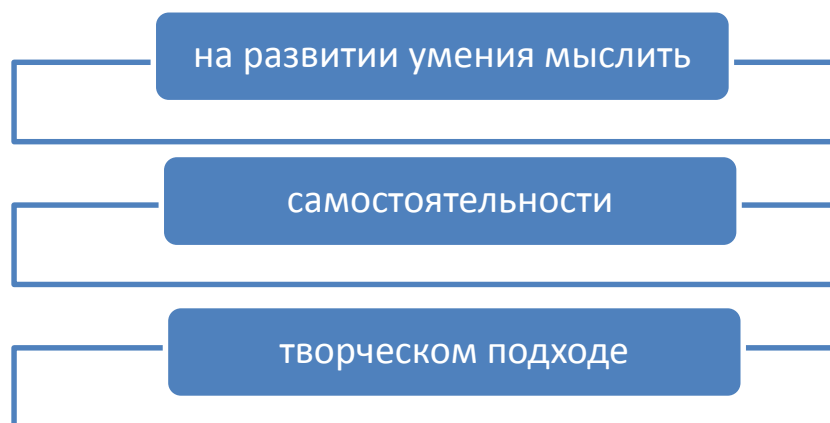 на развитии умения мыслить
самостоятельности
творческом подходе